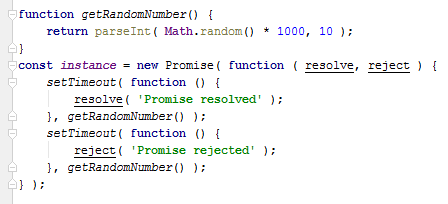 function getRandomNumber() {
    return parseInt( Math.random() * 1000, 10 );
}
const instance = new Promise( function ( resolve, reject ) {
    setTimeout( function () {
        resolve( 'Promise resolved' );
    }, getRandomNumber() );
    setTimeout( function () {
        reject( 'Promise rejected' );
    }, getRandomNumber() );
} );